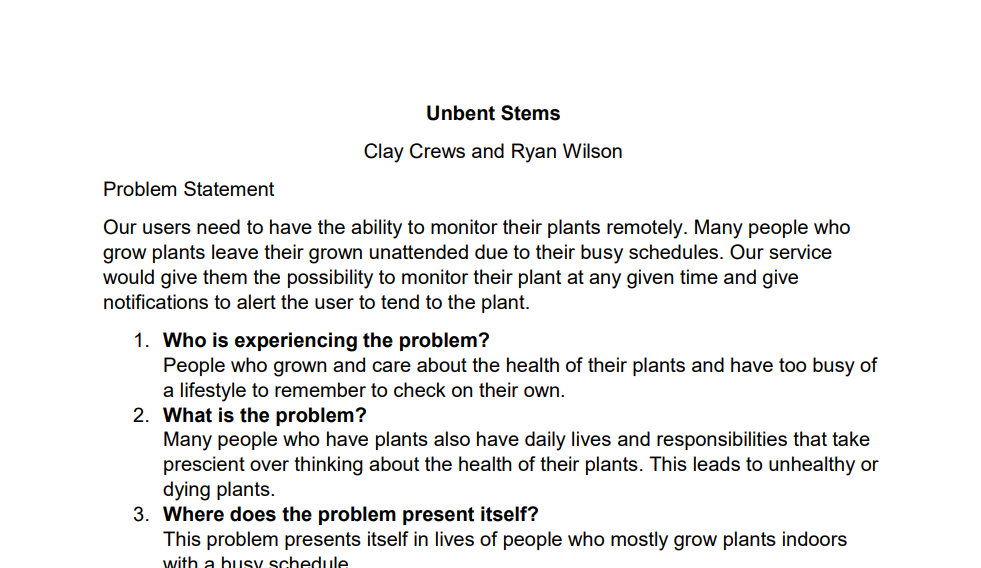 Unbent Stems
Clay Crews and Ryan Wilson
Problem Statement
Our users need to have the ability to monitor their plants remotely. Many people who
grow plants leave their grown unattended due to their busy schedules. Our service
would give them the possibility to monitor their plant at any given time and give
notifications to alert the user to tend to the plant.
1. Who is experiencing the problem?
People who grown and care about the health of their plants and have too busy of
a lifestyle to remember to check on their own.
2. What is the problem?
Many people who have plants also have daily lives and responsibilities that take
prescient over thinking about the health of their plants. This leads to unhealthy or
dying plants.
3. Where does the problem present itself?
This problem presents itself in lives of people who mostly grow plants indoors
with a busy schedule